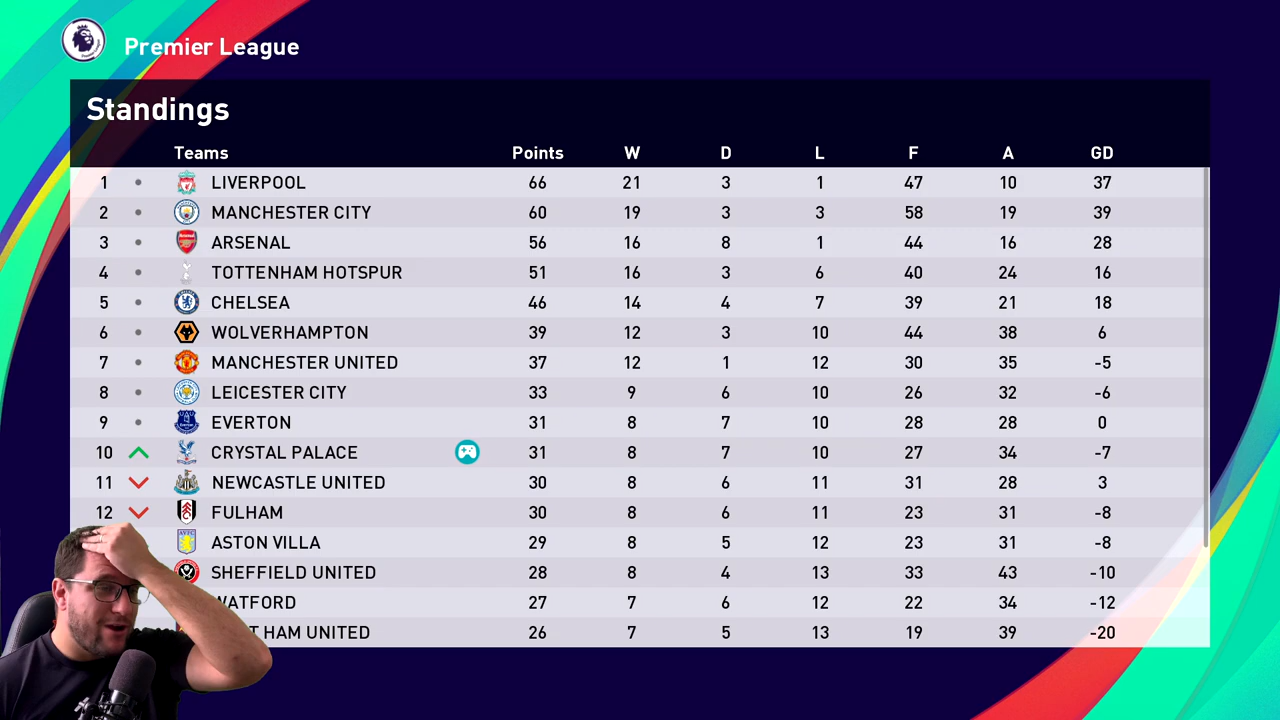 Premier League
Standings
Teams Points W D L F A GD
1 LIVERPOOL 66 21 3 1 47 10 37
2 MANCHESTER CITY 60 19 3 3 58 19 39
3 ARSENAL 56 16 8 1 44 16 28
4 TOTTENHAM HOTSPUR 51 16 3 6 40 24 16
5 CHELSEA 46 14 4 7 39 21 18
6 WOLVERHAMPTON 39 12 3 10 44 38 6
7 MANCHESTER UNITED 37 12 1 12 30 35 -5
8 LEICESTER CITY 33 9 6 10 26 32 -6
9 EVERTON 31 8 7 10 28 28 0
10 CRYSTAL PALACE 31 8 7 10 27 34 -7
11 NEWCASTLE UNITED 30 8 6 11 31 28 3
12 FULHAM 30 8 6 11 23 31 -8
ASTON VILLA 29 8 5 12 23 31 -8
SHEFFIELD UNITED 28 8 4 13 33 43 -10
WATFORD 27 7 6 12 22 34 -12
HAM UNITED 26 7 5 13 19 39 -20